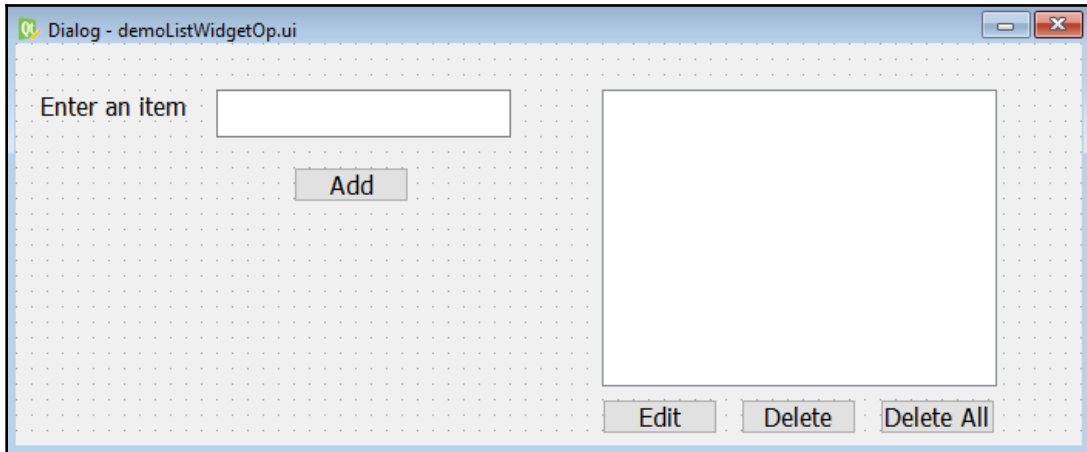 Dialog - demoListWidgetOp.ui
Enter an item
Add
Edit Delete Delete All